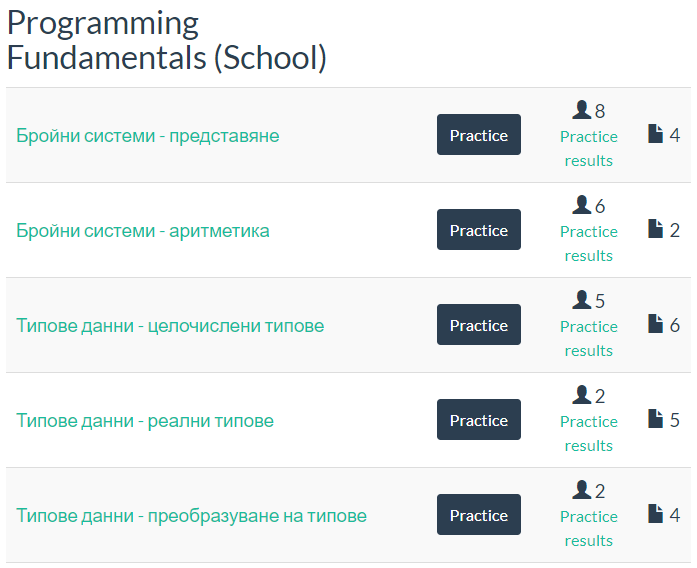 Programming
Fundamentals (School)
Бройни системи - представяне
Practice
8
Practice
results
4
Бройни системи - аритметика
Practice
6
Practice
results
2
Типове данни - целочислени типове
Practice
5
Practice
results
6
Типове данни - реални типове
Practice
2
Practice
results
5
Типове данни - преобразуване на типове
Practice
2
Practice
results
4